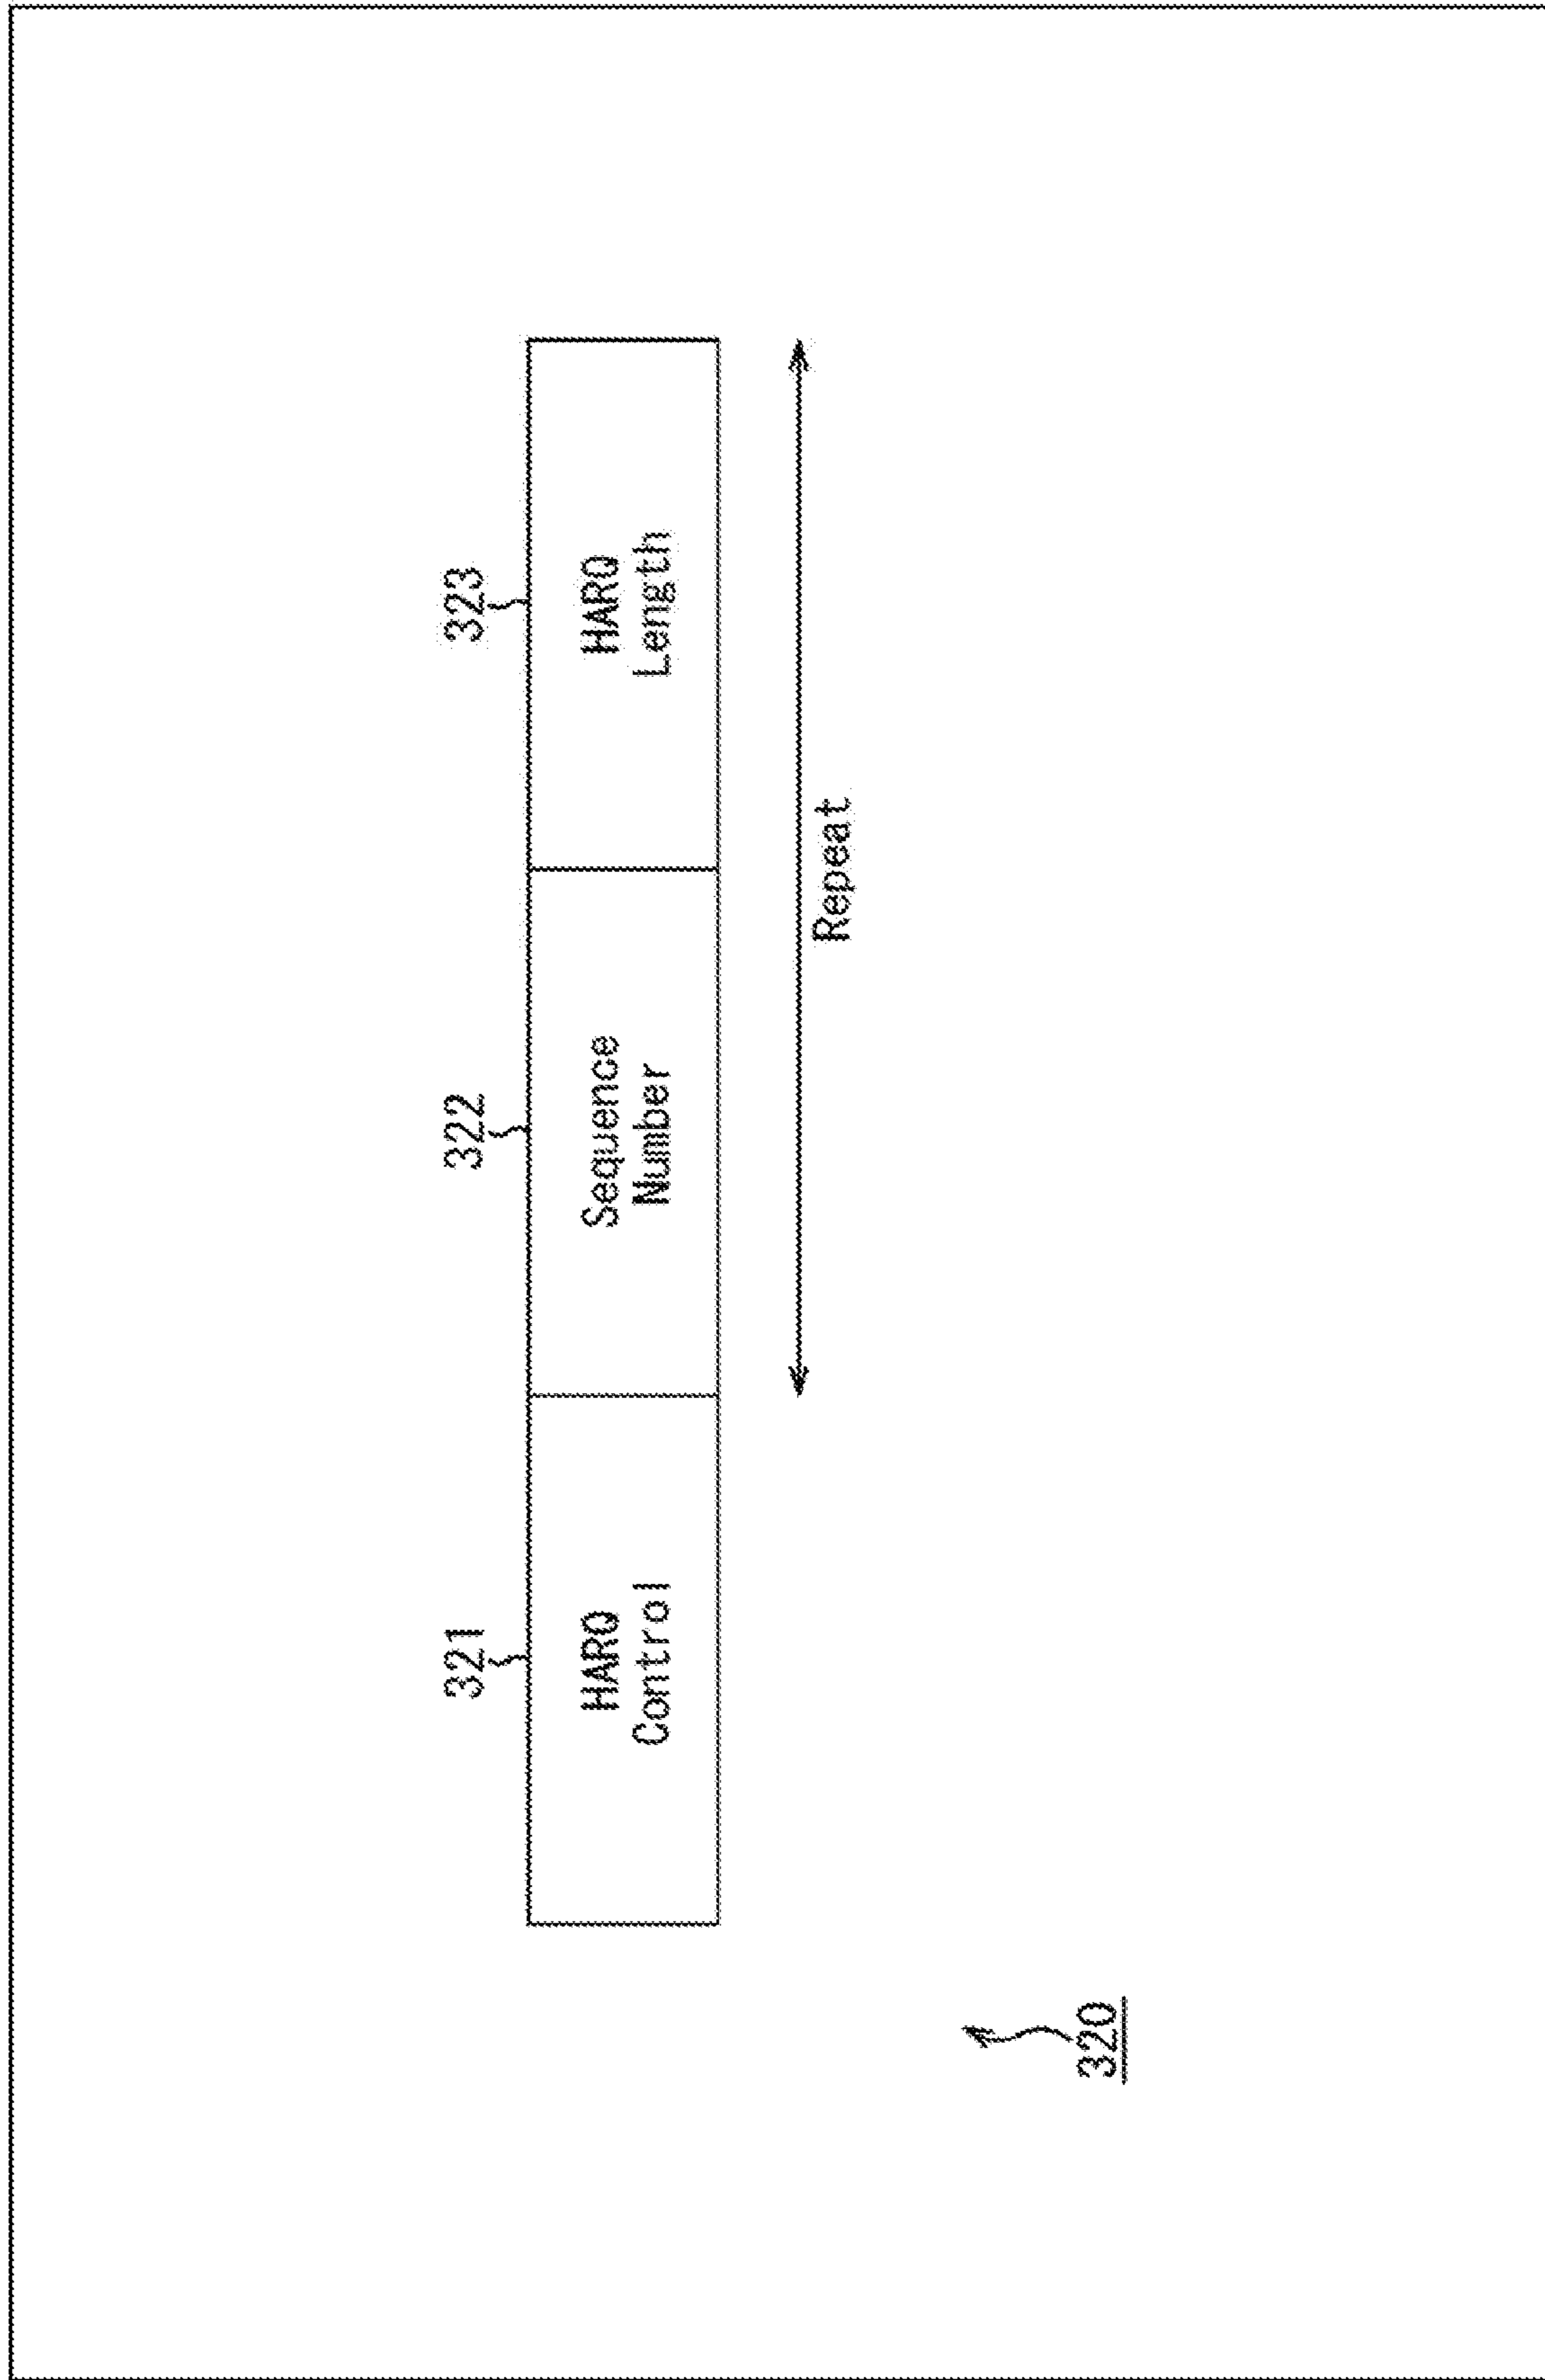 321
322
323
HARQ
Control
Sequence
Number
HARQ
Length
Repeat
320